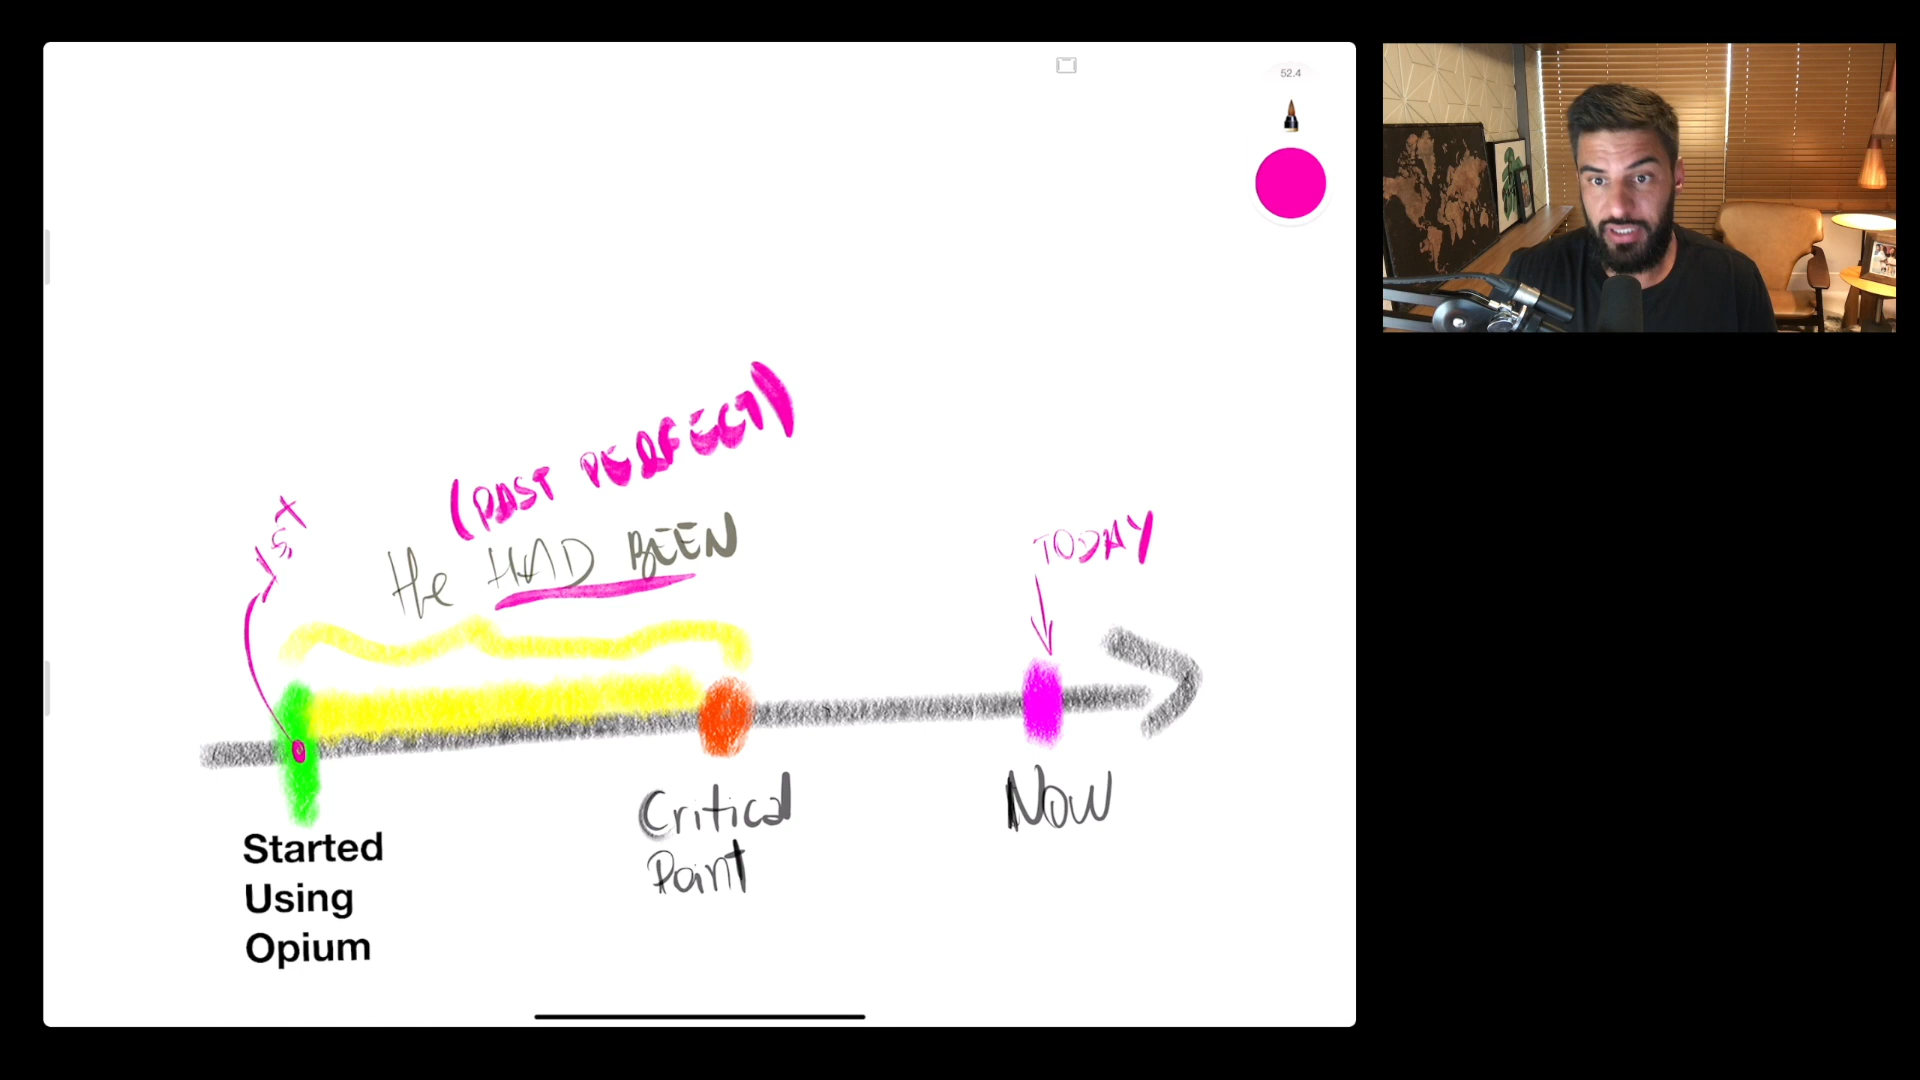 52.4
(PAST PERFECT)
1st
He HAD BEEN
TODAY
Started
Using
Opium
Critical
Point
Now